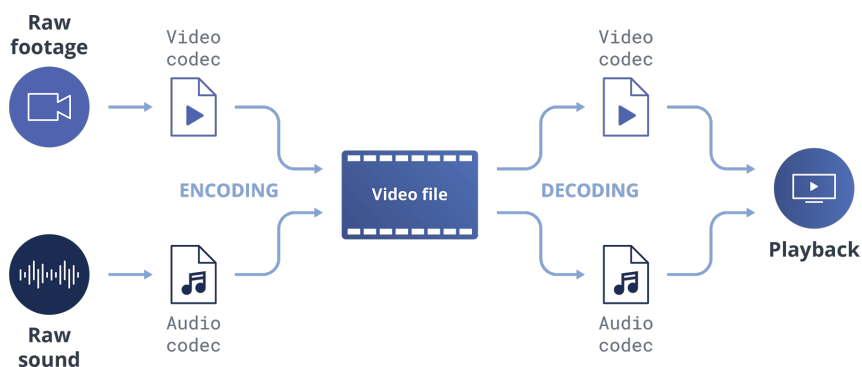 Raw
footage
Video
codec
Video
codec
ENCODING
Video file
DECODING
Playback
Raw
sound
Audio
codec
Audio
codec